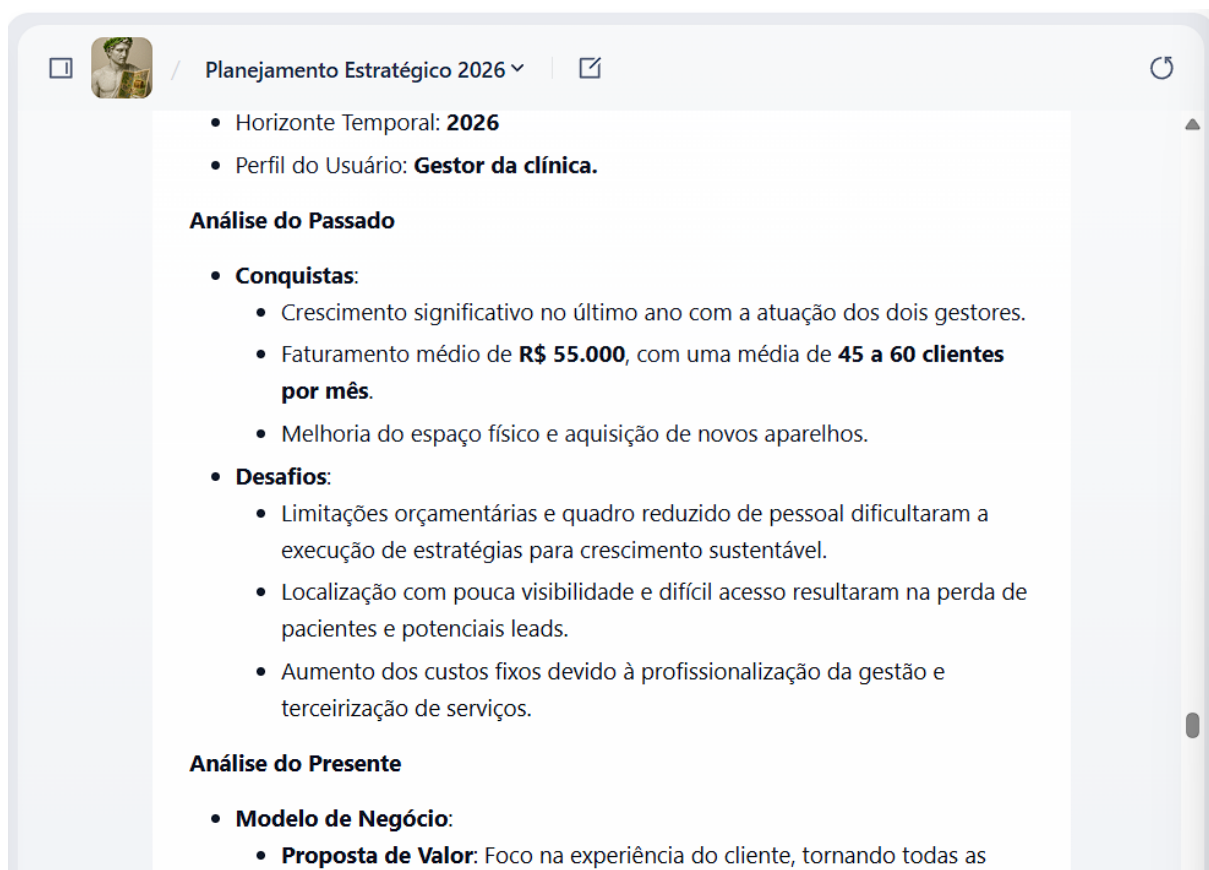 / Planejamento Estratégico 2026
• Horizonte Temporal: 2026
• Perfil do Usuário: Gestor da clínica.
Análise do Passado
• Conquistas:
• Crescimento significativo no último ano com a atuação dos dois gestores.
• Faturamento médio de R$ 55.000, com uma média de 45 a 60 clientes
por mês.
• Melhoria do espaço físico e aquisição de novos aparelhos.
• Desafios:
• Limitações orçamentárias e quadro reduzido de pessoal dificultaram a
execução de estratégias para crescimento sustentável.
• Localização com pouca visibilidade e difícil acesso resultaram na perda de
pacientes e potenciais leads.
• Aumento dos custos fixos devido à profissionalização da gestão e
terceirização de serviços.
Análise do Presente
• Modelo de Negócio:
• Proposta de Valor: Foco na experiência do cliente, tornando todas as